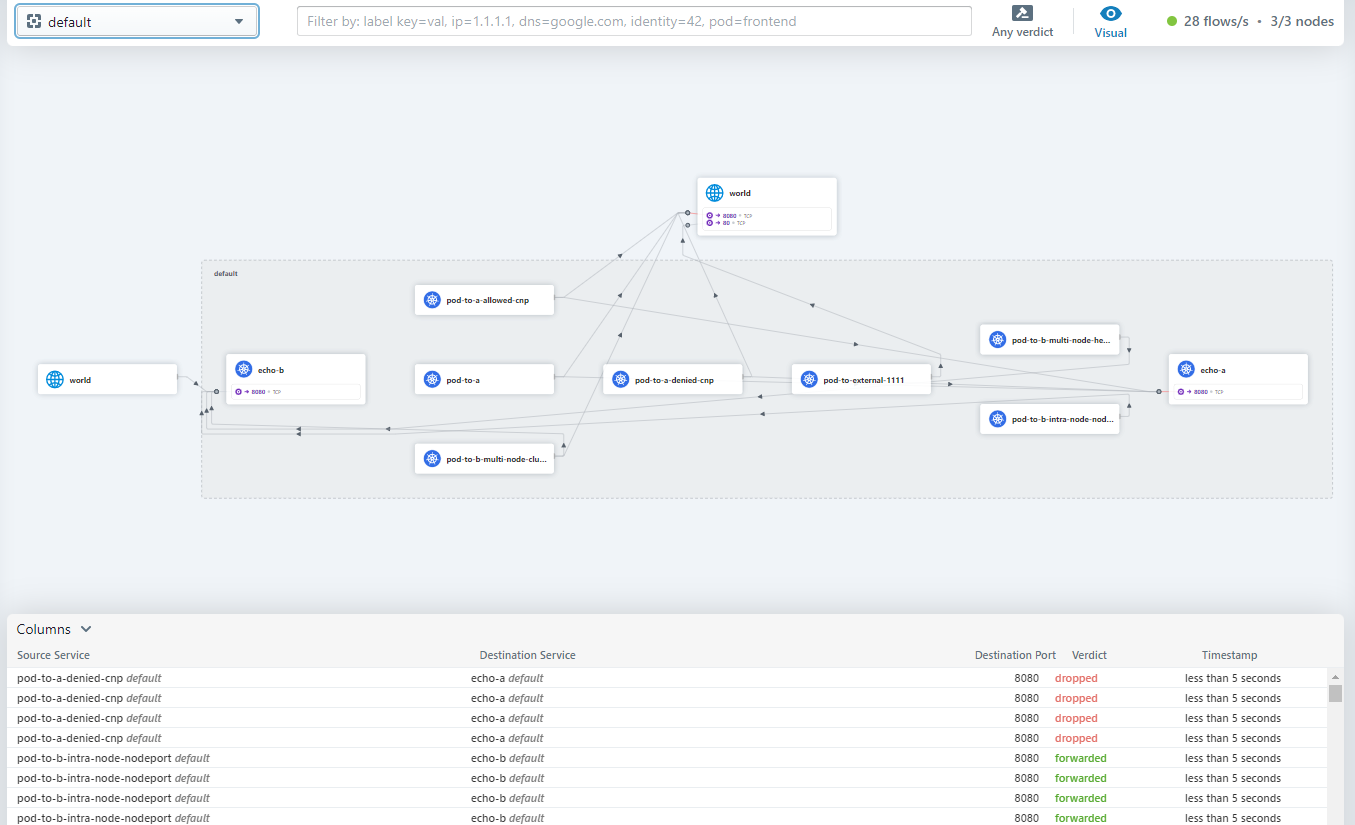 default
Filter by: label key=val, ip=1.1.1.1, dns=google.com, identity=42, pod=frontend
Any verdict
Visual
28 flows/s • 3/3 nodes
world
→ 8080 • TCP
→ 80 • TCP
default
pod-to-a-allowed-cnp
pod-to-b-multi-node-he...
world
echo-b
→ 8080 • TCP
pod-to-a
pod-to-a-denied-cnp
pod-to-external-1111
echo-a
→ 8080 • TCP
pod-to-b-intra-node-nod...
pod-to-b-multi-node-clu...
Columns
Source Service Destination Service Destination Port Verdict Timestamp
pod-to-a-denied-cnp default echo-a default 8080 dropped less than 5 seconds
pod-to-a-denied-cnp default echo-a default 8080 dropped less than 5 seconds
pod-to-a-denied-cnp default echo-a default 8080 dropped less than 5 seconds
pod-to-a-denied-cnp default echo-a default 8080 dropped less than 5 seconds
pod-to-b-intra-node-nodeport default echo-b default 8080 forwarded less than 5 seconds
pod-to-b-intra-node-nodeport default echo-b default 8080 forwarded less than 5 seconds
pod-to-b-intra-node-nodeport default echo-b default 8080 forwarded less than 5 seconds
pod-to-b-intra-node-nodeport default echo-b default 8080 forwarded less than 5 seconds